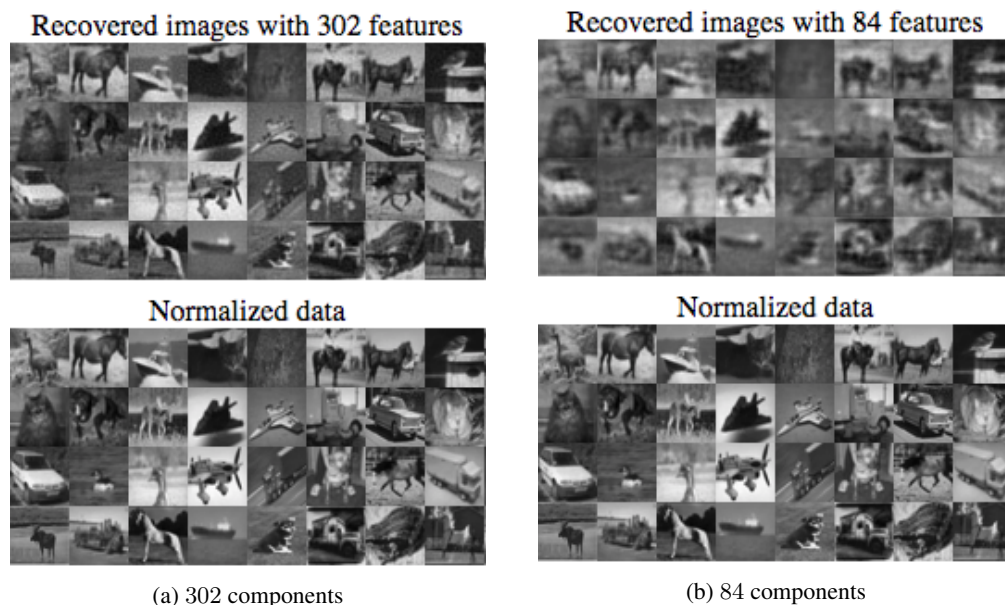 Recovered images with 302 features
Normalized data
(a) 302 components
Recovered images with 84 features
Normalized data
(b) 84 components